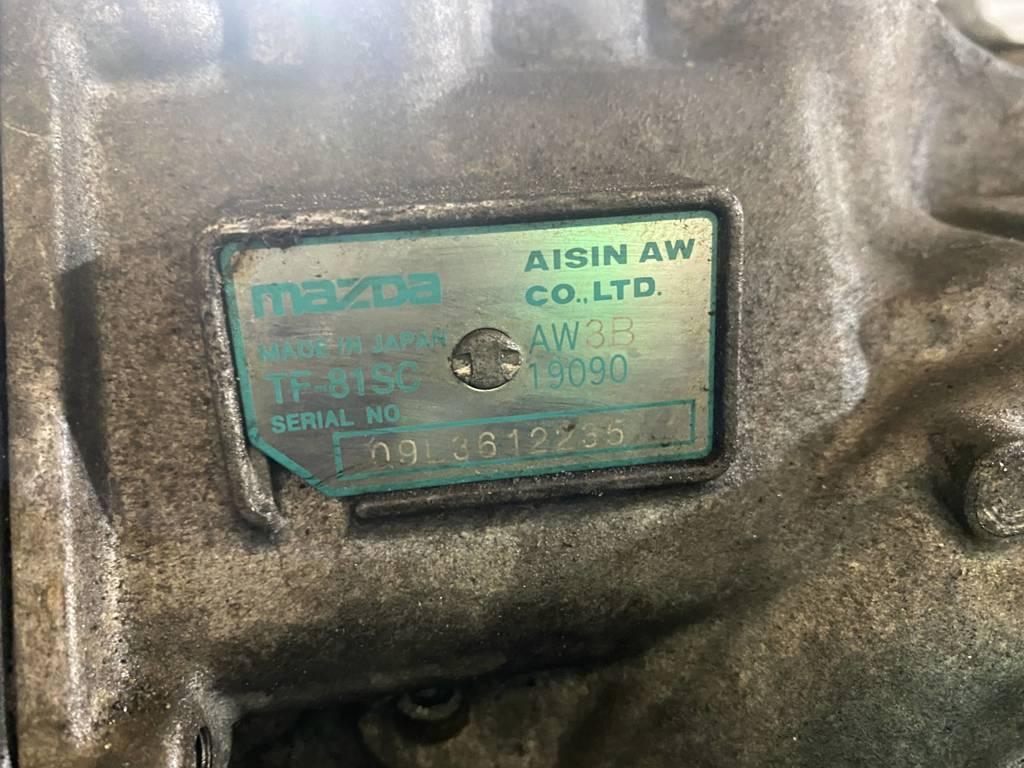 mazda
AISIN AW
CO.,LTD.
MADE IN JAPAN
AW3B
TF-81SC
19090
SERIAL NO.
09L3612235